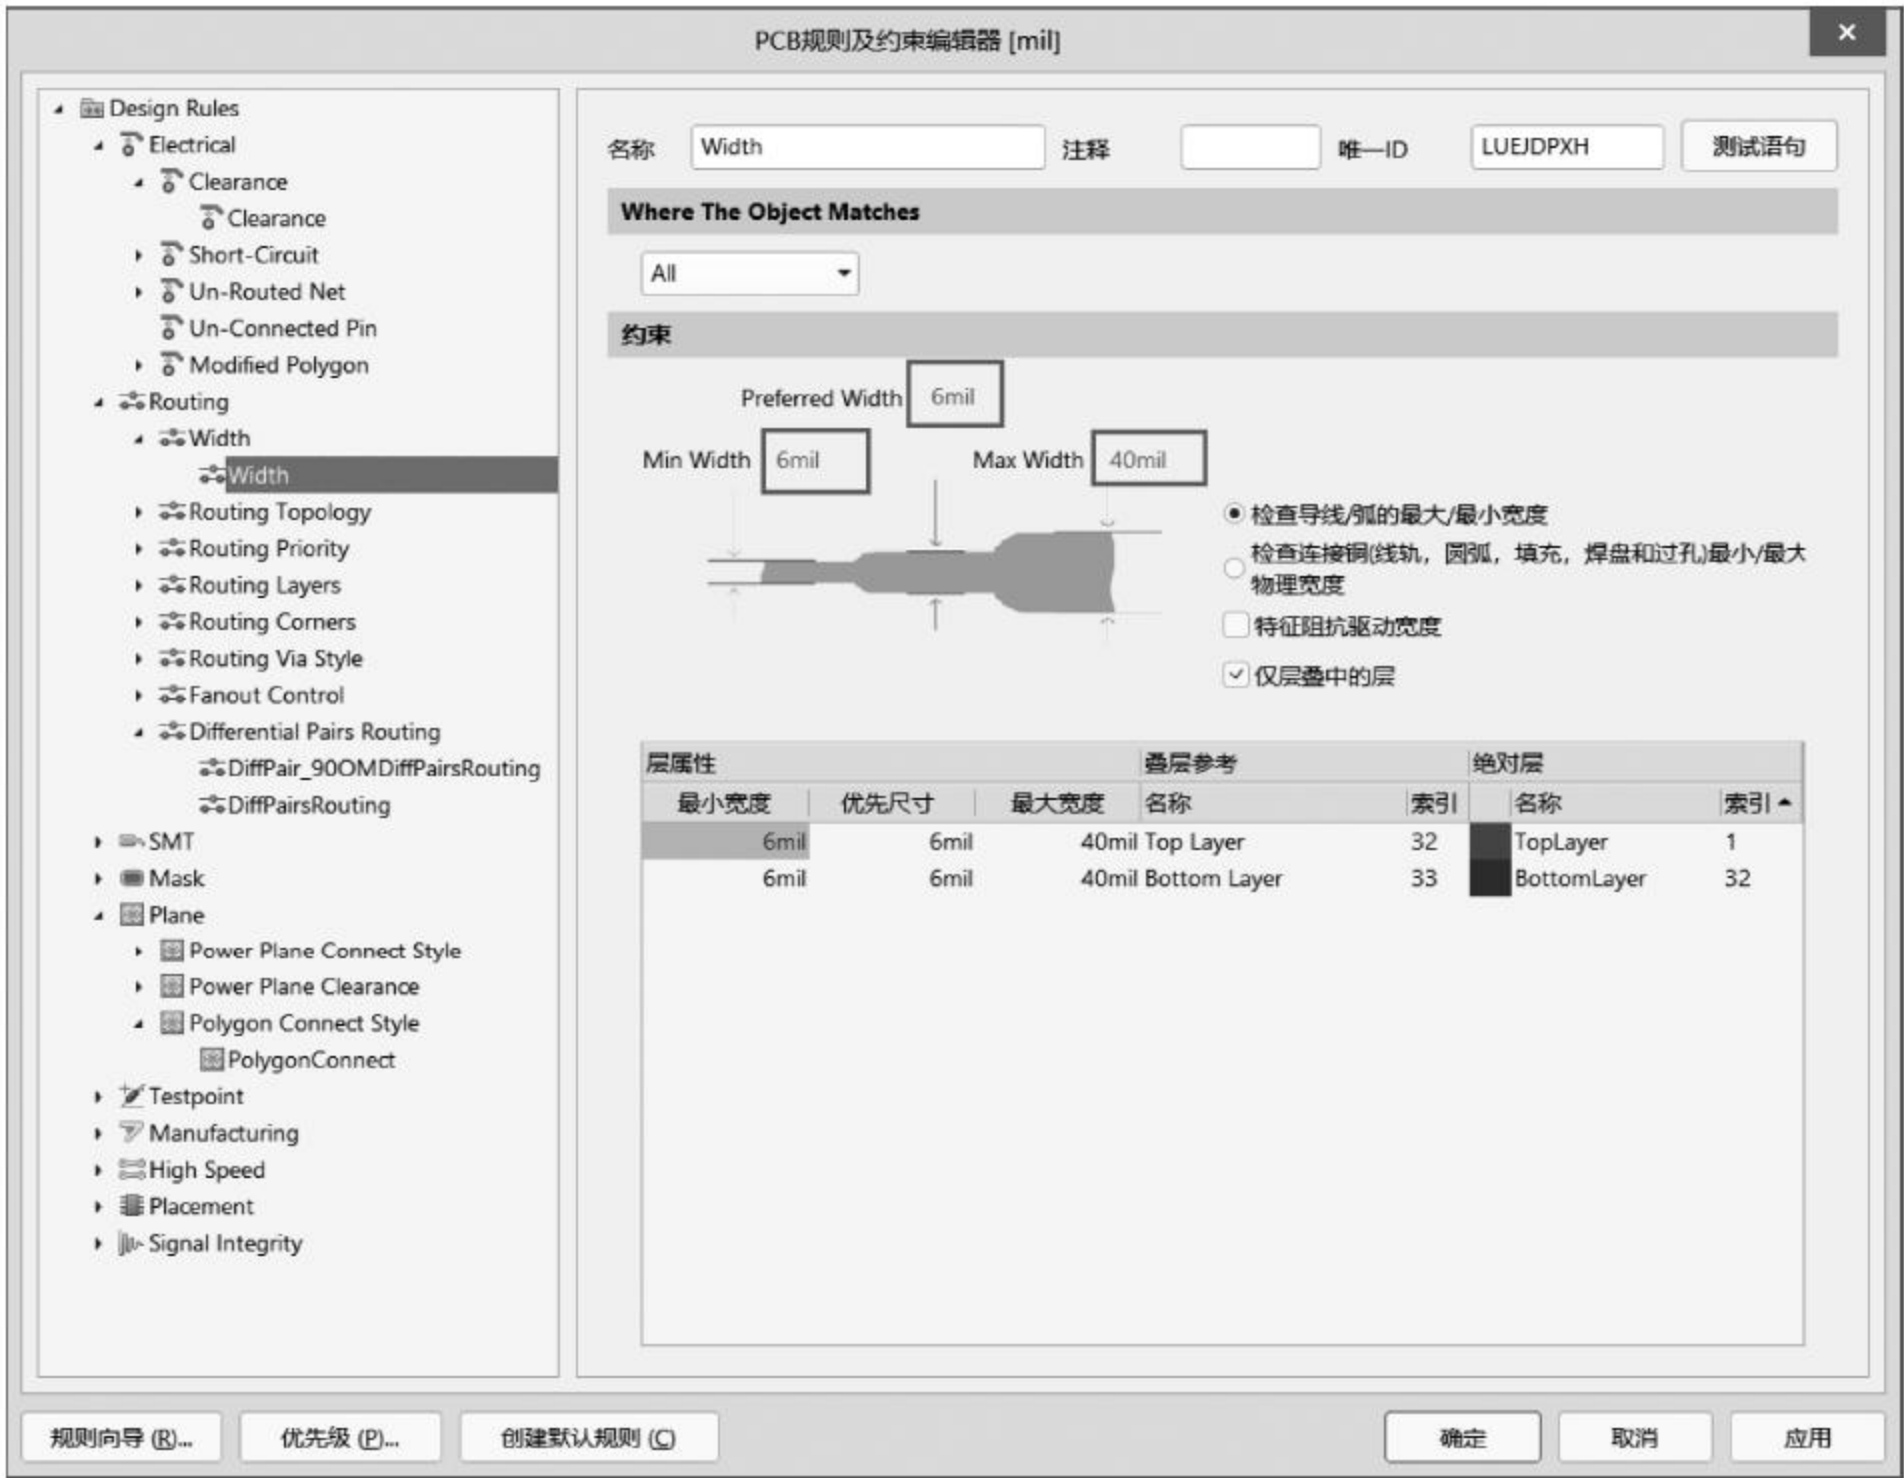 PCB规则及约束编辑器 [mil]
Design Rules
Electrical
Clearance
Clearance
Short-Circuit
Un-Routed Net
Un-Connected Pin
Modified Polygon
Routing
Width
Width
Routing Topology
Routing Priority
Routing Layers
Routing Corners
Routing Via Style
Fanout Control
Differential Pairs Routing
DiffPair_90OMDiffPairsRouting
DiffPairsRouting
SMT
Mask
Plane
Power Plane Connect Style
Power Plane Clearance
Polygon Connect Style
PolygonConnect
Testpoint
Manufacturing
High Speed
Placement
Signal Integrity
名称 Width 注释 唯一ID LUEJDPXH 测试语句
Where The Object Matches
All
约束
Preferred Width 6mil
Min Width 6mil Max Width 40mil
检查导线/弧的最大/最小宽度
检查连接铜(线轨，圆弧，填充，焊盘和过孔)最小/最大
物理宽度
特征阻抗驱动宽度
仅层叠中的层
层属性 叠层参考 绝对层
最小宽度 优先尺寸 最大宽度 名称 索引 名称 索引
6mil 6mil 40mil Top Layer 32 TopLayer 1
6mil 6mil 40mil Bottom Layer 33 BottomLayer 32
规则向导 (R)... 优先级 (P)... 创建默认规则 (C) 确定 取消 应用